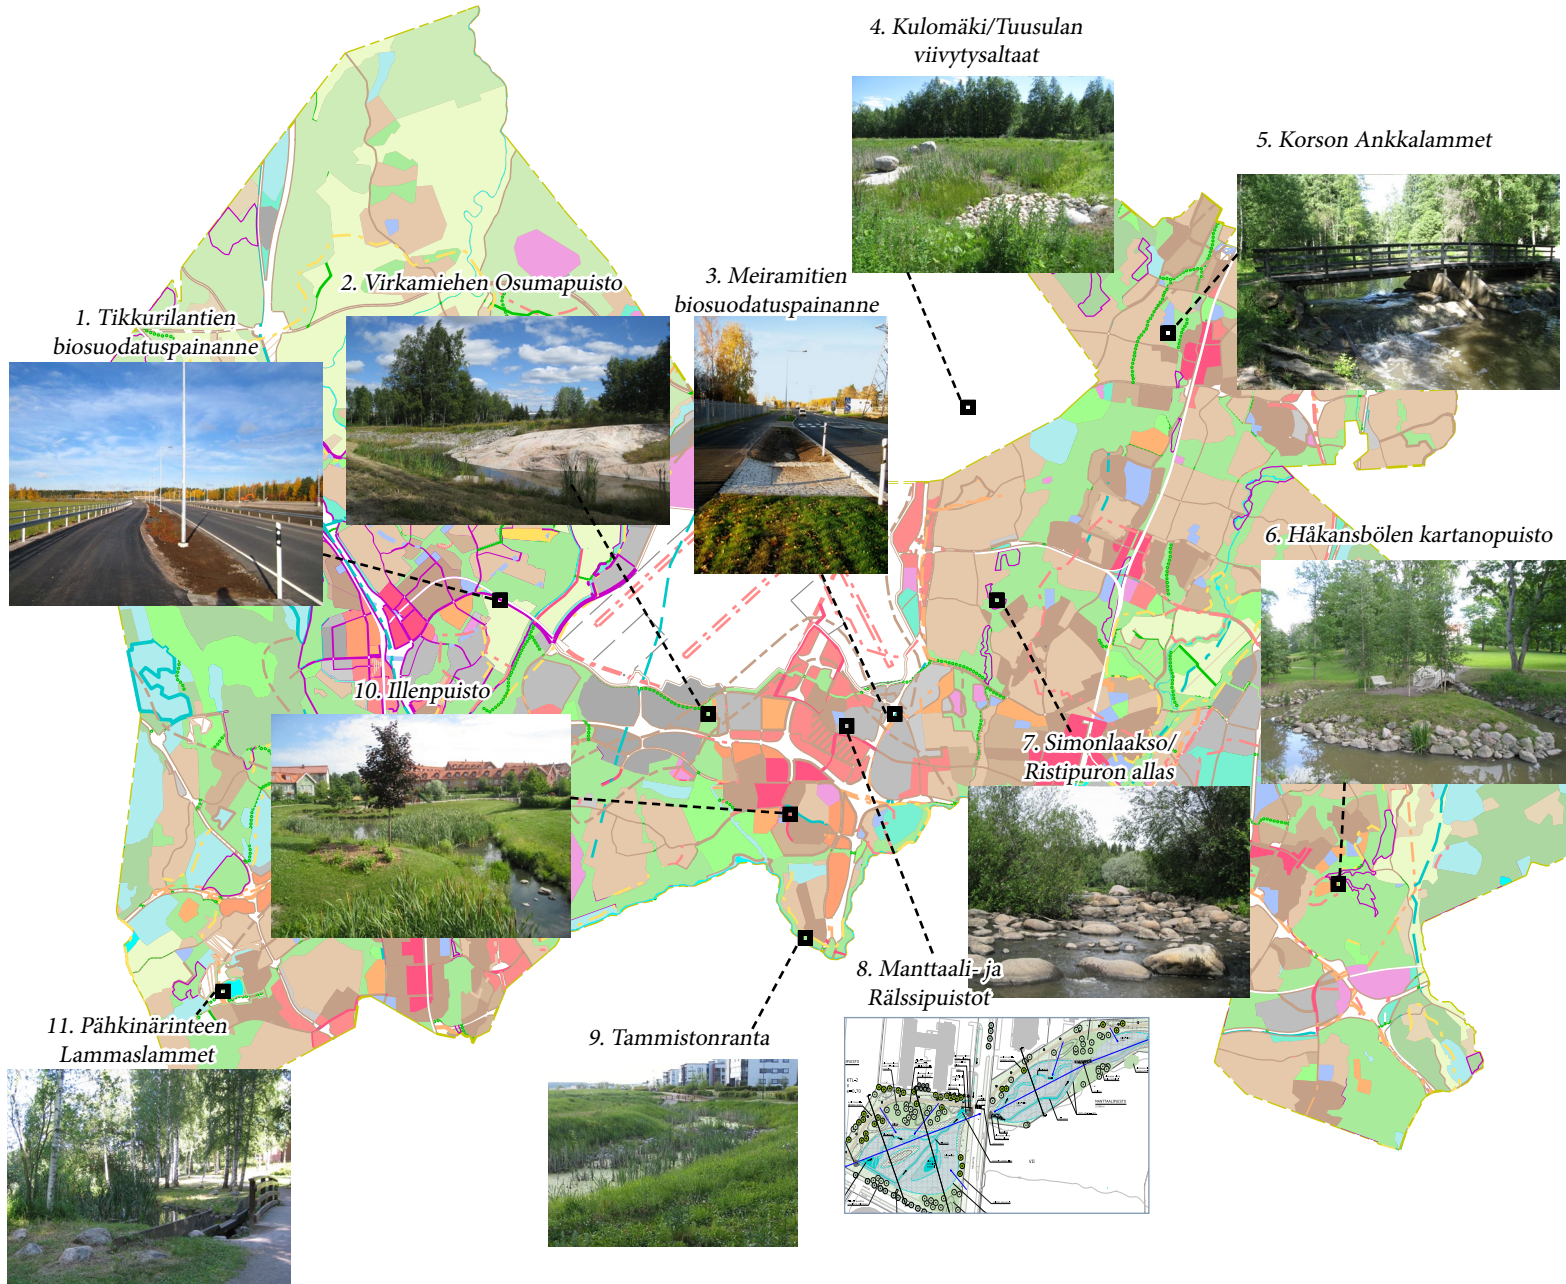 1. Tikkurilantien
biosuodatuspainanne
2. Virkamiehen Osumapuisto
3. Meiramitien
biosuodatuspainanne
4. Kulomäki/Tuusulan
viivytysaltaat
5. Korson Ankkalammet
6. Håkansbölen kartanopuisto
7. Simonlaakso/
Ristipuron allas
8. Manttaali- ja
Rälssipuistot
9. Tammistonranta
10. Illenpuisto
11. Pähkinärinteen
Lammaslammet
MANTTAALIPUISTO